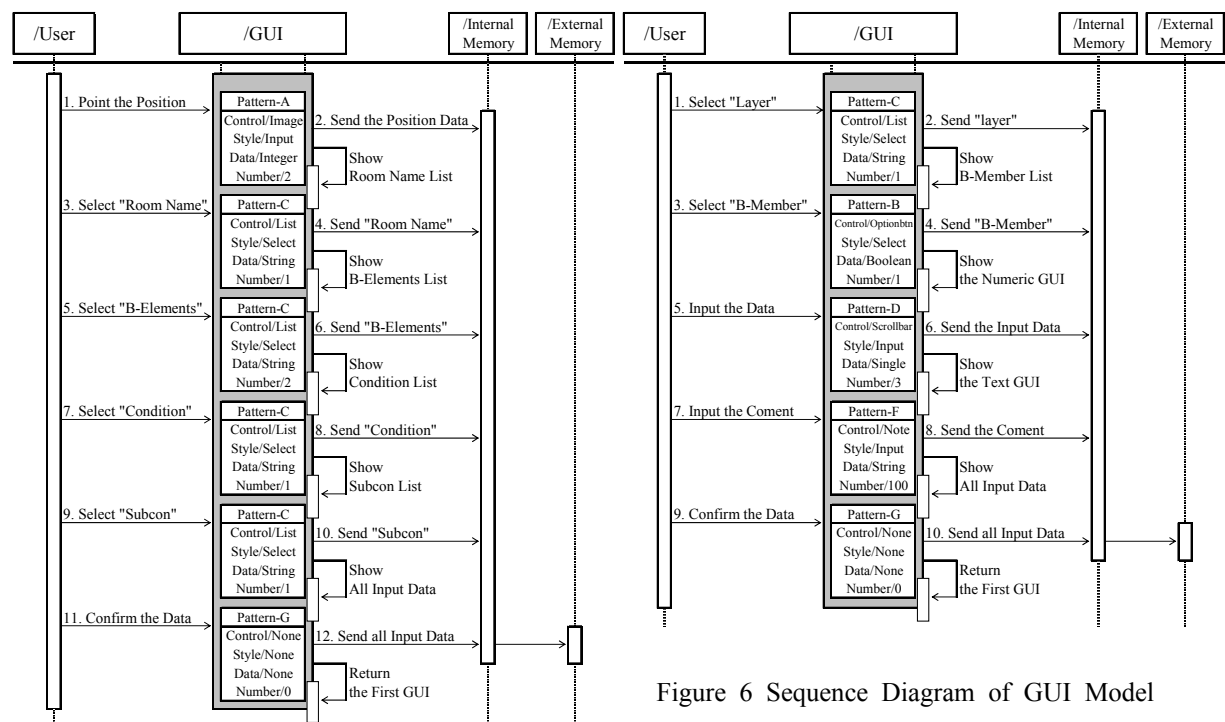 /User
/GUI
/Internal
Memory
/External
Memory
1. Point the Position
Pattern-A
Control/Image
Style/Input
Data/Integer
Number/2
2. Send the Position Data
Show
Room Name List
3. Select "Room Name"
Pattern-C
Control/List
Style/Select
Data/String
Number/1
4. Send "Room Name"
Show
B-Elements List
5. Select "B-Elements"
Pattern-C
Control/List
Style/Select
Data/String
Number/2
6. Send "B-Elements"
Show
Condition List
7. Select "Condition"
Pattern-C
Control/List
Style/Select
Data/String
Number/1
8. Send "Condition"
Show
Subcon List
9. Select "Subcon"
Pattern-C
Control/List
Style/Select
Data/String
Number/1
10. Send "Subcon"
Show
All Input Data
11. Confirm the Data
Pattern-G
Control/None
Style/None
Data/None
Number/0
12. Send all Input Data
Return
the First GUI
/User
/GUI
/Internal
Memory
/External
Memory
1. Select "Layer"
Pattern-C
Control/List
Style/Select
Data/String
Number/1
2. Send "layer"
Show
B-Member List
3. Select "B-Member"
Pattern-B
Control/Optionbtn
Style/Select
Data/Boolean
Number/1
4. Send "B-Member"
Show
the Numeric GUI
5. Input the Data
Pattern-D
Control/Scrollbar
Style/Input
Data/Single
Number/3
6. Send the Input Data
Show
the Text GUI
7. Input the Coment
Pattern-F
Control/Note
Style/Input
Data/String
Number/100
8. Send the Coment
Show
All Input Data
9. Confirm the Data
Pattern-G
Control/None
Style/None
Data/None
Number/0
10. Send all Input Data
Return
the First GUI
Figure 6 Sequence Diagram of GUI Model